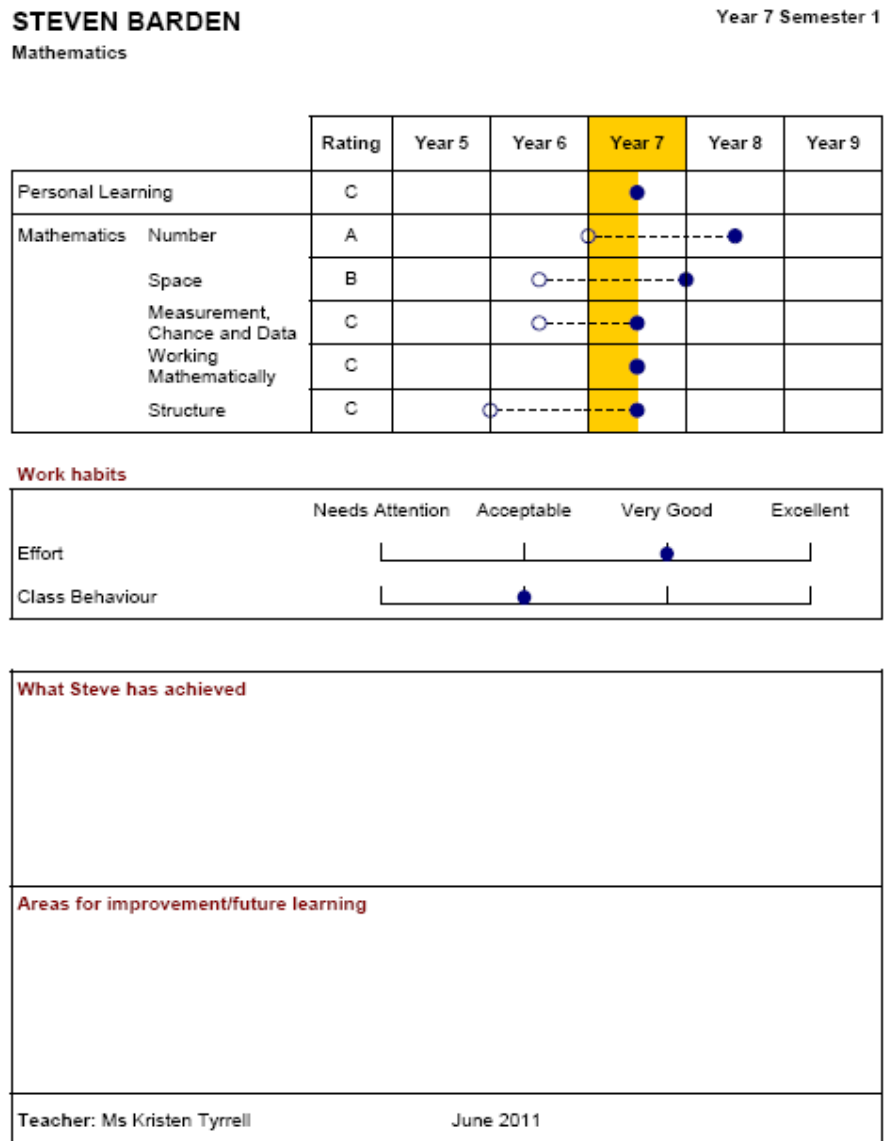 STEVEN BARDEN Year 7 Semester 1
Mathematics
Rating Year 5 Year 6 Year 7 Year 8 Year 9
Personal Learning C
Mathematics Number A
Space B
Measurement,
Chance and Data C
Working
Mathematically C
Structure C
Work habits
Needs Attention Acceptable Very Good Excellent
Effort
Class Behaviour
What Steve has achieved
Areas for improvement/future learning
Teacher: Ms Kristen Tyrrell June 2011